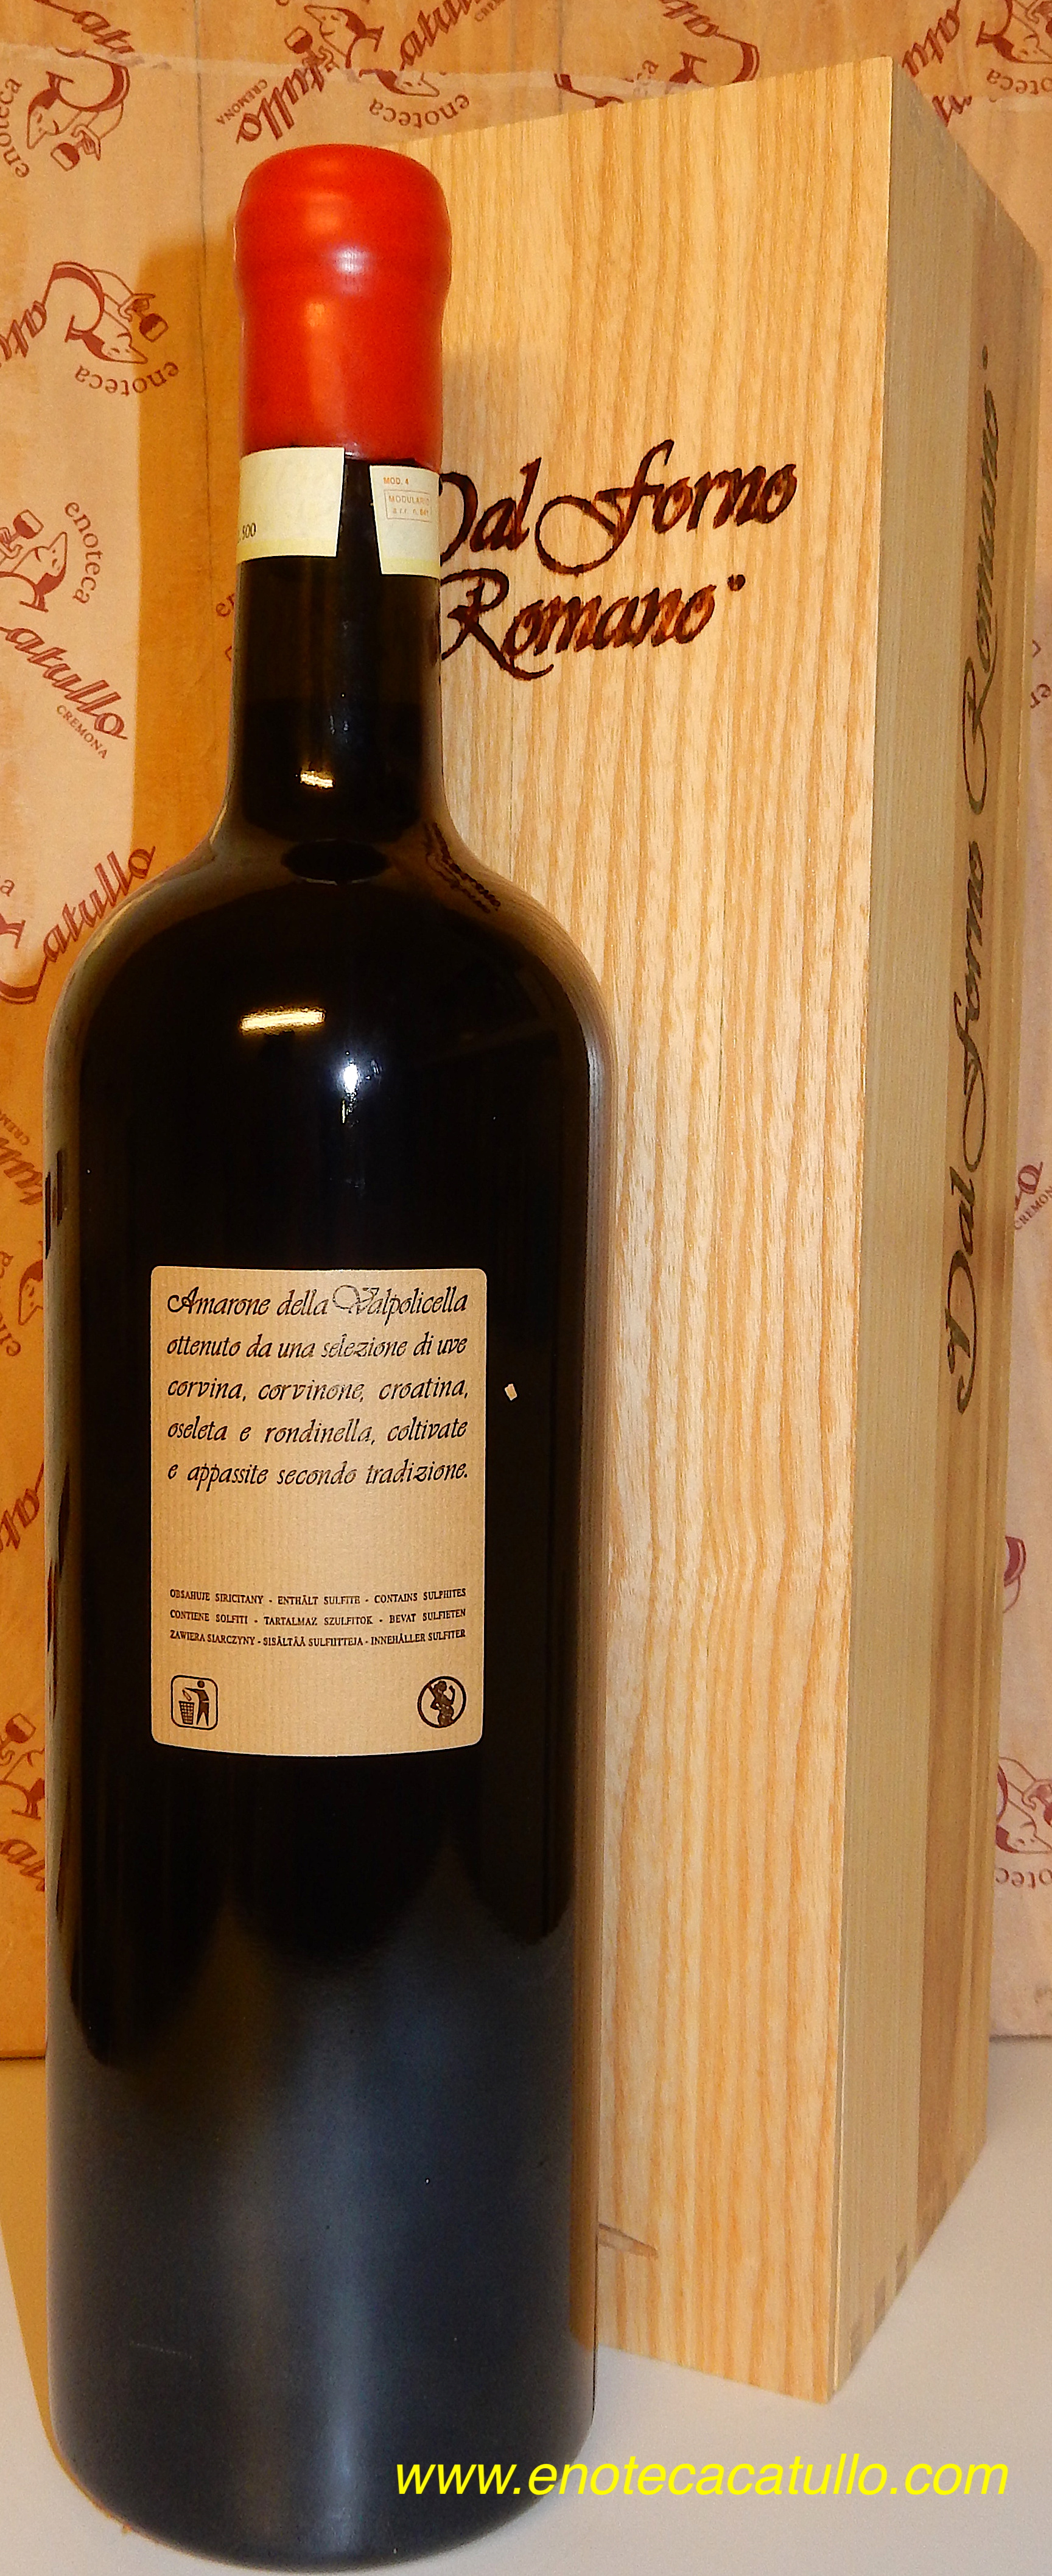 Dal Forno
Romano
MOD. 4
Dal Forno Romano
Amarone della Valpolicella
ottenuto da una selezione di uve
corvina, corvinone, croatina,
oseleta e rondinella, coltivate
e appassite secondo tradizione.
OBSAHUJE SIRICITANY - ENTHÄLT SULFITE - CONTAINS SULPHITES
CONTIENE SOLFITI - TARTALMAZ SZULFITOK - BEVAT SULFIETEN
ZAWIERA SIARCZYNY - SISÄLTÄÄ SULFIITTEJA - INNEHÅLLER SULFITER
enoteca
Catullo
CREMONA
www.enotecacatullo.com